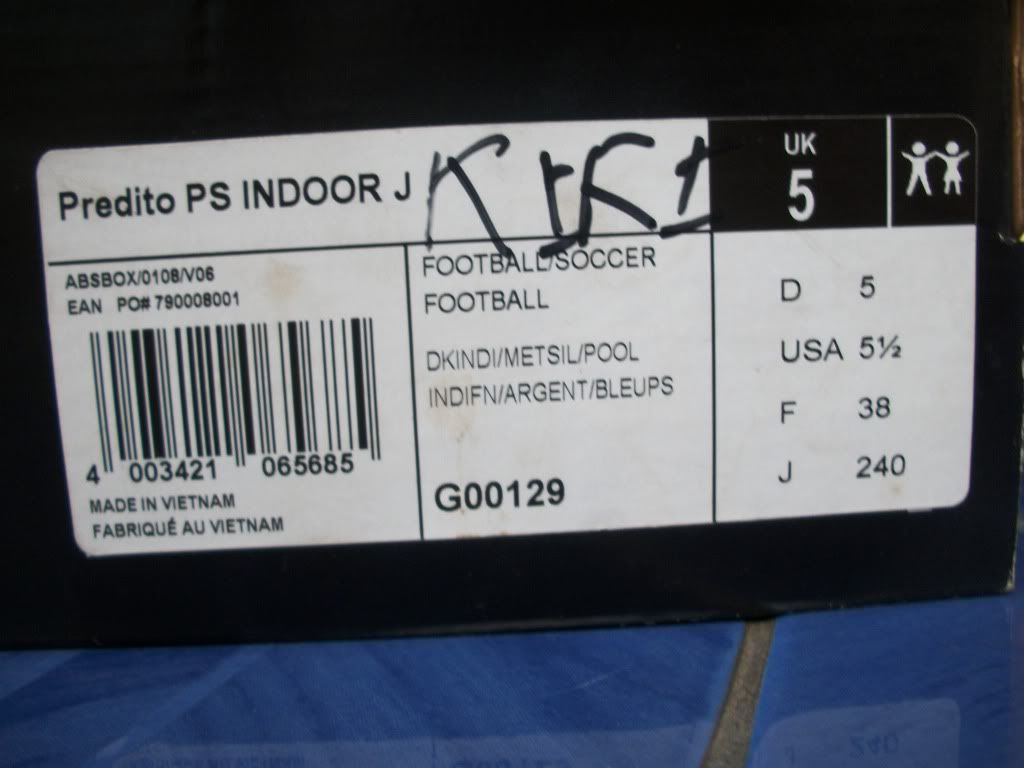 Predito PS INDOOR J
UK
5
ABSBOX/0108/V06
EAN PO# 790008001
4 003421 065685
MADE IN VIETNAM
FABRIQUÉ AU VIETNAM
FOOTBALL/SOCCER
FOOTBALL
DKINDI/METSIL/POOL
INDIFN/ARGENT/BLEUPS
G00129
D 5
USA 5½
F 38
J 240